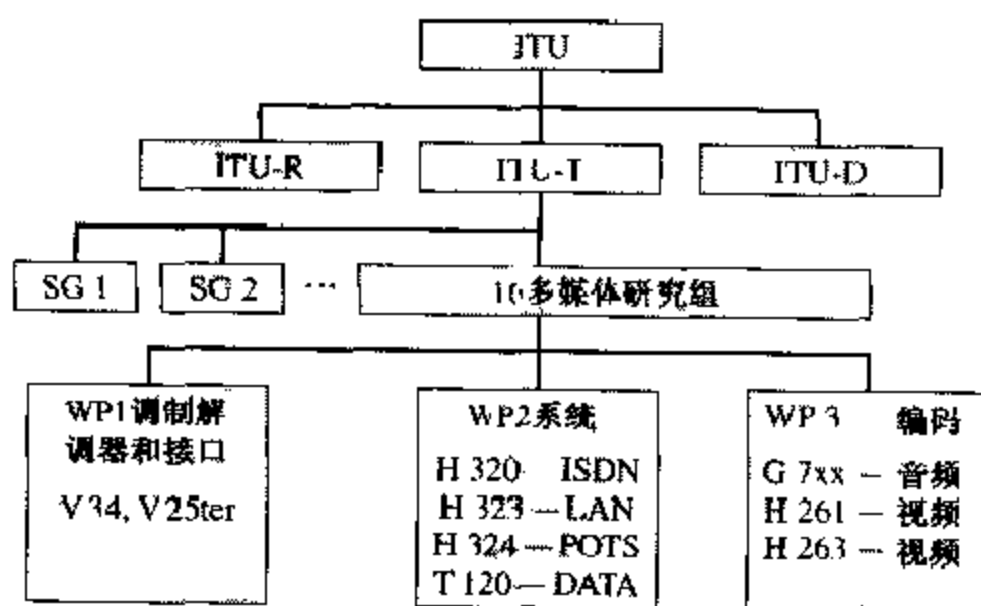 ITU
ITU-R
ITU-T
ITU-D
SG 1
SG 2
...
16多媒体研究组
WP1调制解
调器和接口
V34, V25ter
WP2系统
H 320 ISDN
H 323 — LAN
H 324 — POTS
T 120 — DATA
WP 3 编码
G 7xx — 音频
H 261 — 视频
H 263 — 视频